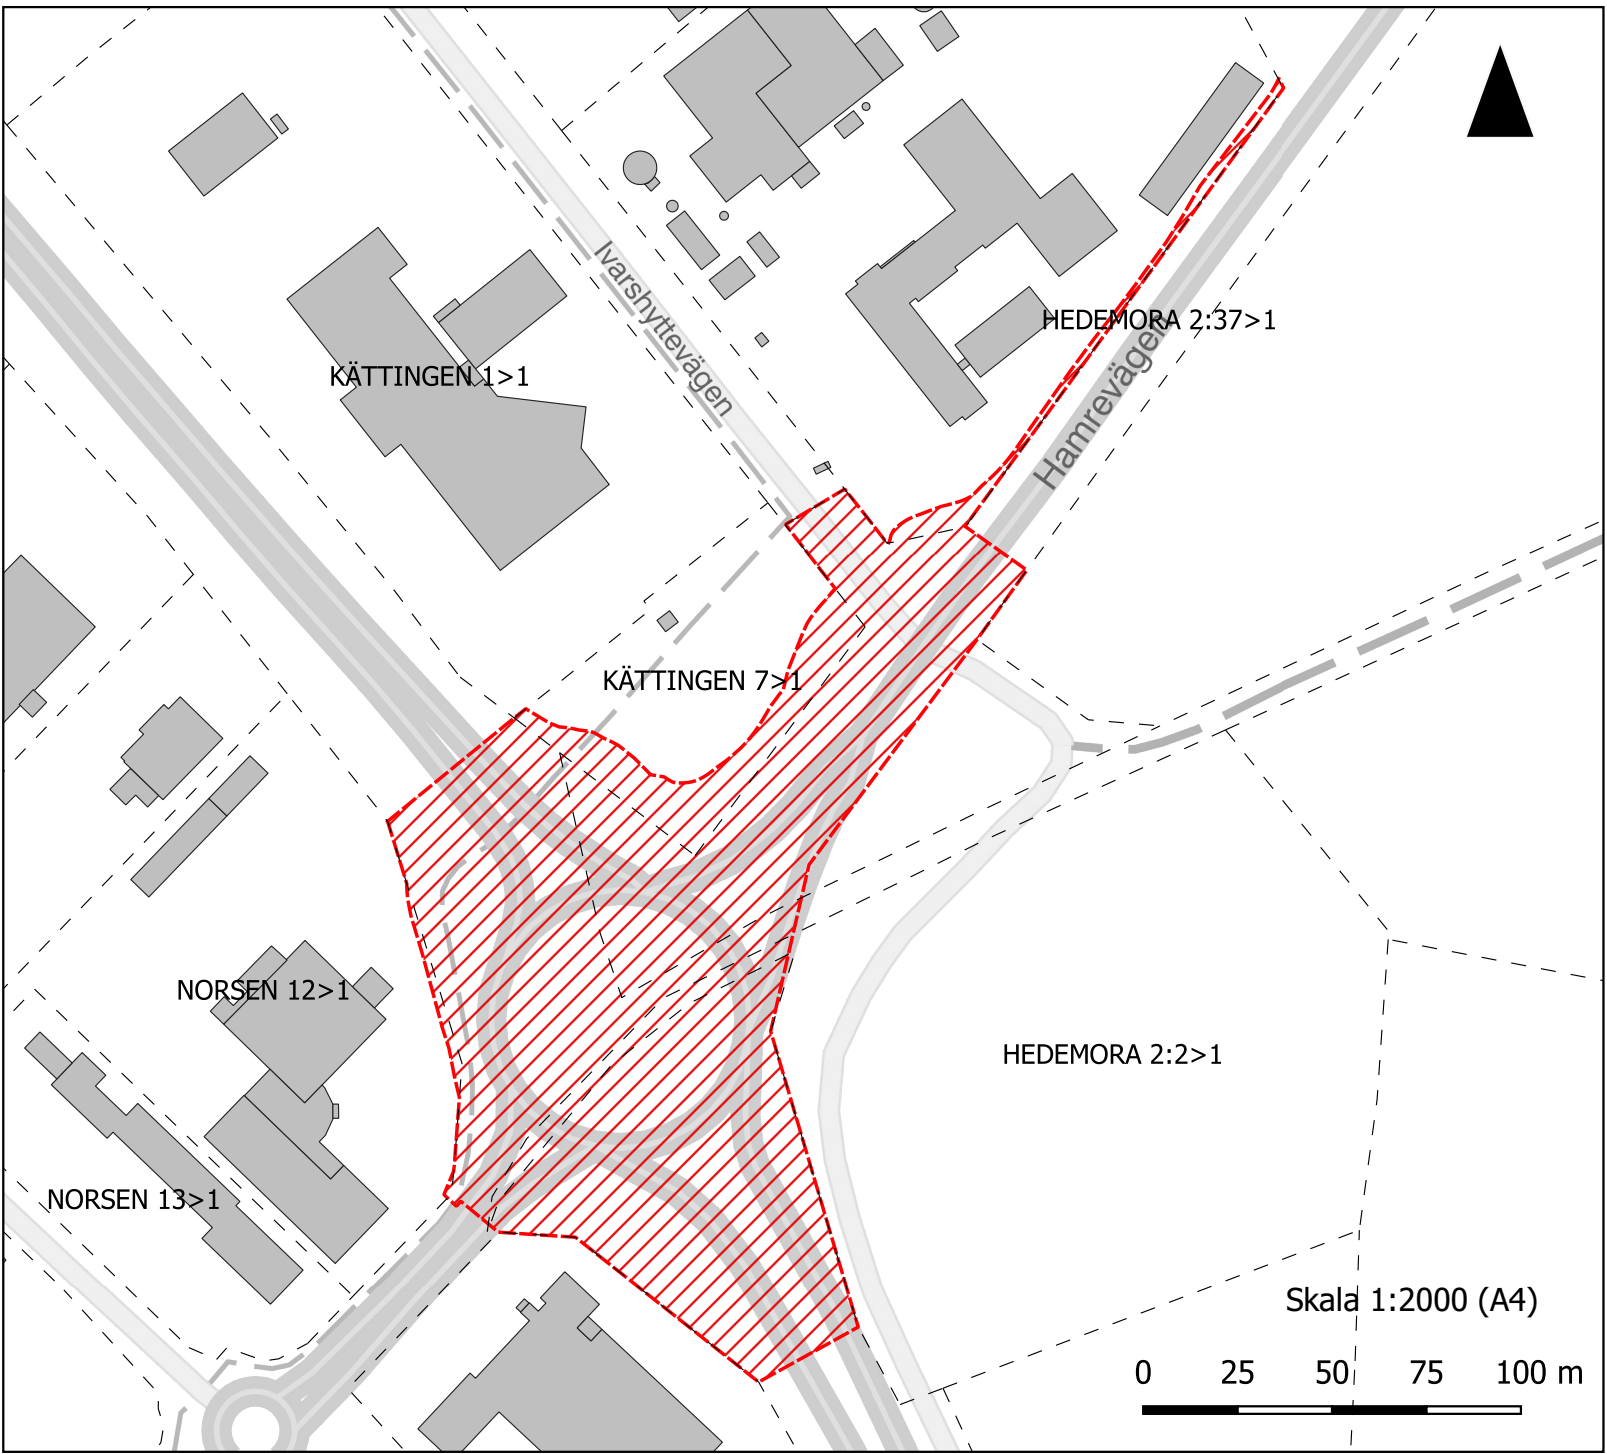 Ivarshyttevägen
HEDEMORA 2:37>1
Hamrevägen
KÄTTINGEN 1>1
KÄTTINGEN 7>1
NORSEN 12>1
HEDEMORA 2:2>1
NORSEN 13>1
Skala 1:2000 (A4)
0 25 50 75 100 m